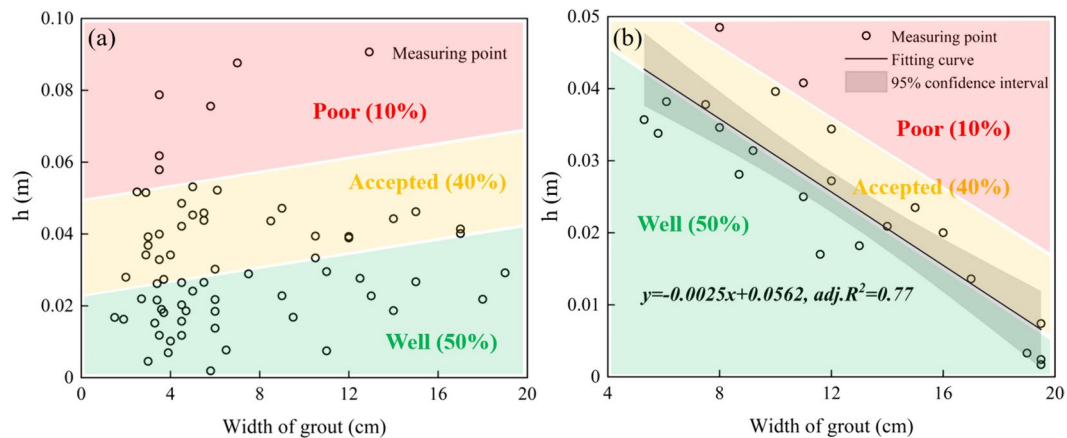 (a)
Measuring point
Poor (10%)
Accepted (40%)
Well (50%)
h (m)
0.10
0.08
0.06
0.04
0.02
0
0
4
8
12
16
20
Width of grout (cm)
(b)
Measuring point
Fitting curve
95% confidence interval
Poor (10%)
Accepted (40%)
Well (50%)
y=-0.0025x+0.0562, adj.R²=0.77
h (m)
0.05
0.04
0.03
0.02
0.01
0
4
8
12
16
20
Width of grout (cm)